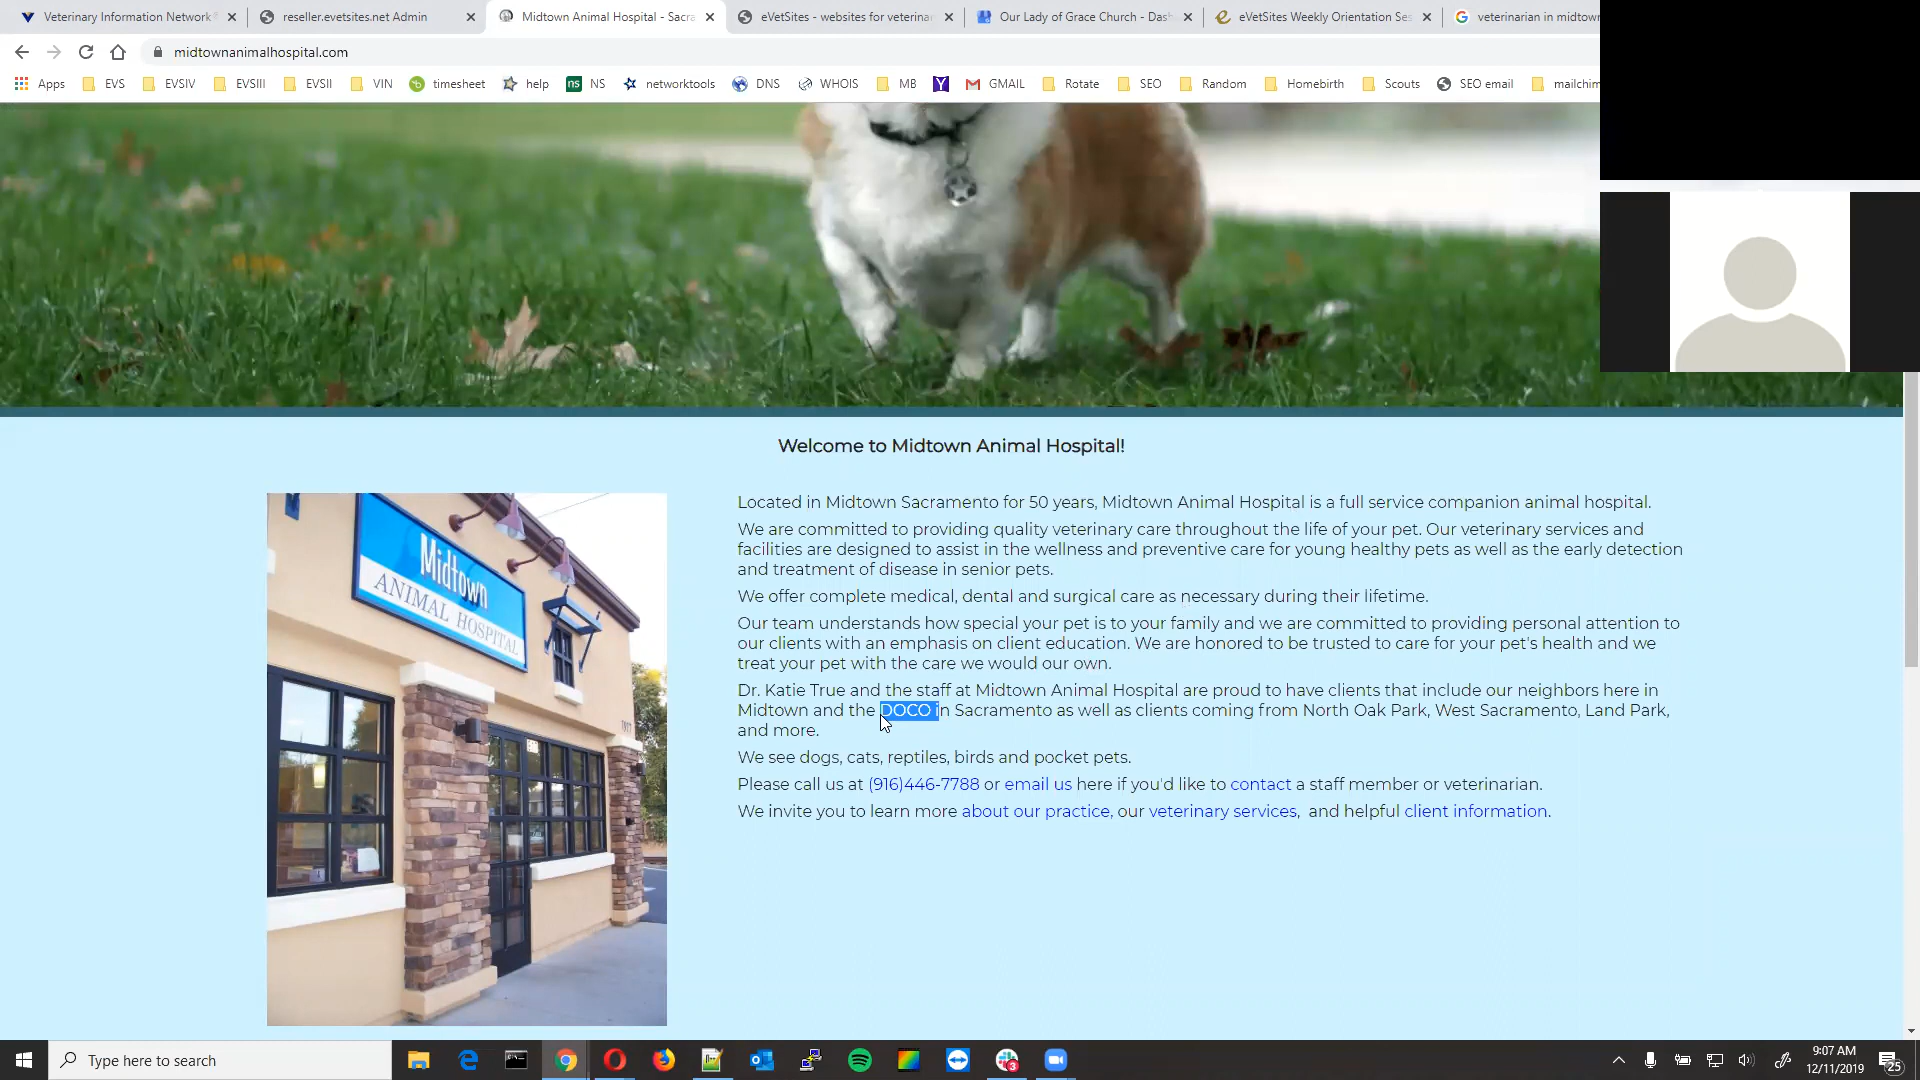 Veterinary Information Network
reseller.evetsites.net Admin
Midtown Animal Hospital - Sacra
eVetSites - websites for veterinar
Our Lady of Grace Church - Dash
eVetSites Weekly Orientation Ses
veterinarian in midtown
midtownanimalhospital.com
Apps EVS EVSIV EVSIII EVSII VIN timesheet help NS networktools DNS WHOIS MB GMAIL Rotate SEO Random Homebirth Scouts SEO email mailchim
Welcome to Midtown Animal Hospital!
Midtown
ANIMAL HOSPITAL
Located in Midtown Sacramento for 50 years, Midtown Animal Hospital is a full service companion animal hospital.
We are committed to providing quality veterinary care throughout the life of your pet. Our veterinary services and
facilities are designed to assist in the wellness and preventive care for young healthy pets as well as the early detection
and treatment of disease in senior pets.
We offer complete medical, dental and surgical care as necessary during their lifetime.
Our team understands how special your pet is to your family and we are committed to providing personal attention to
our clients with an emphasis on client education. We are honored to be trusted to care for your pet's health and we
treat your pet with the care we would our own.
Dr. Katie True and the staff at Midtown Animal Hospital are proud to have clients that include our neighbors here in
Midtown and the DOCO in Sacramento as well as clients coming from North Oak Park, West Sacramento, Land Park,
and more.
We see dogs, cats, reptiles, birds and pocket pets.
Please call us at (916)446-7788 or email us here if you'd like to contact a staff member or veterinarian.
We invite you to learn more about our practice, our veterinary services, and helpful client information.
Type here to search
9:07 AM
12/11/2019
25